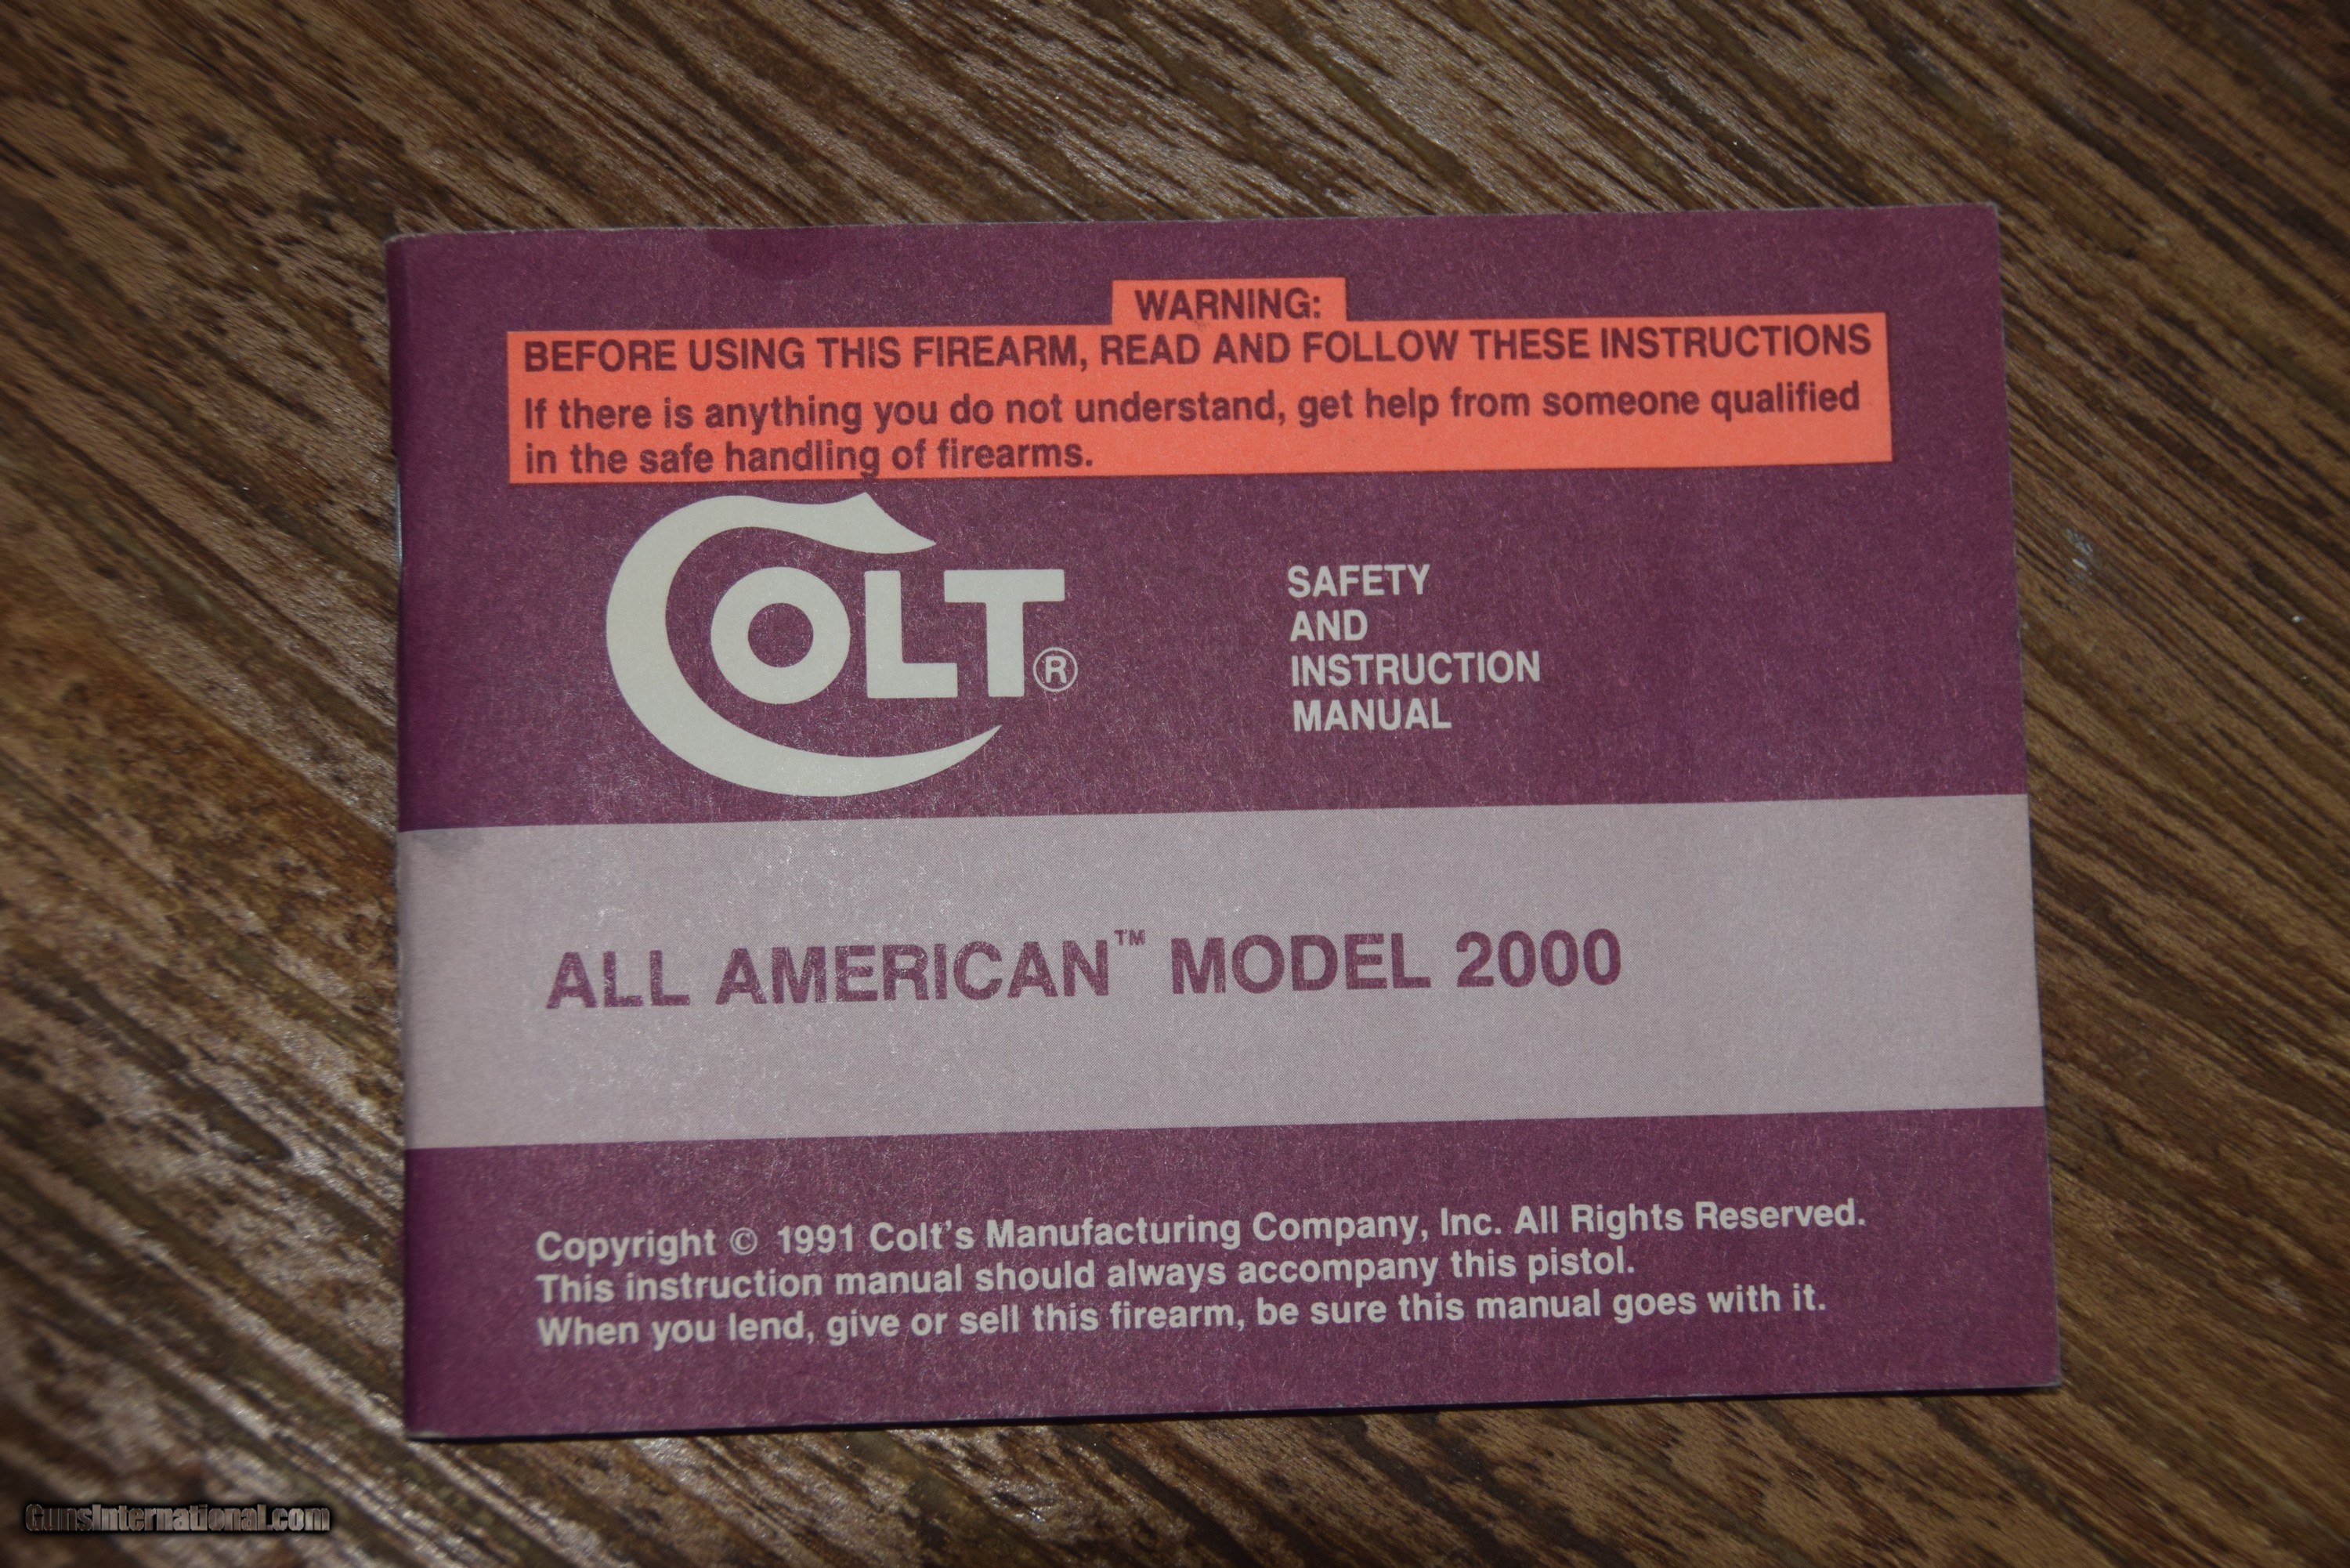 WARNING:
BEFORE USING THIS FIREARM, READ AND FOLLOW THESE INSTRUCTIONS
If there is anything you do not understand, get help from someone qualified
in the safe handling of firearms.
COLT®
SAFETY
AND
INSTRUCTION
MANUAL
ALL AMERICAN™ MODEL 2000
Copyright © 1991 Colt's Manufacturing Company, Inc. All Rights Reserved.
This instruction manual should always accompany this pistol.
When you lend, give or sell this firearm, be sure this manual goes with it.
GunsInternational.com